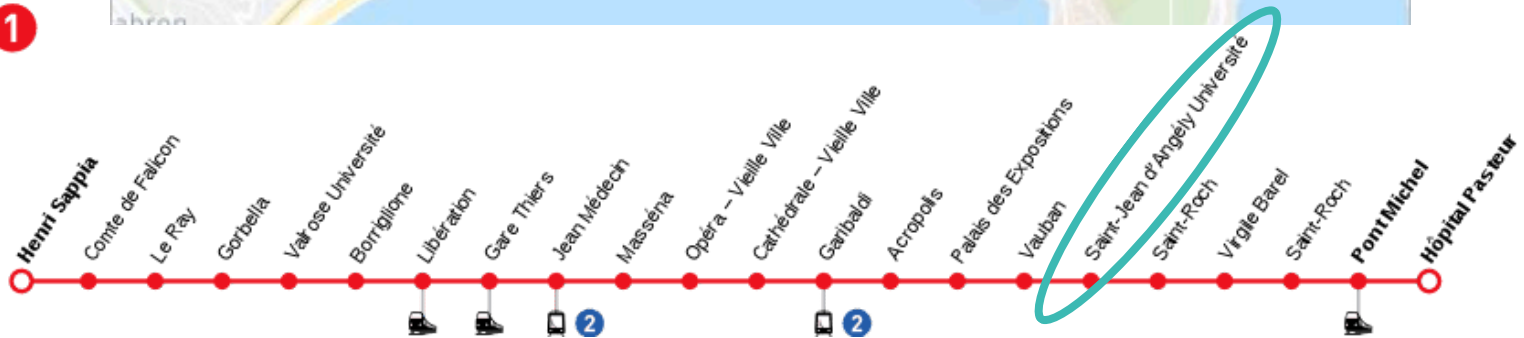 abron
1
Henri Sappia
Comte de Falicon
Le Ray
Gorbella
Valrose Université
Borriglione
Libération
Gare Thiers
Jean Médecin
Masséna
Opéra – Vieille Ville
Cathédrale – Vieille Ville
Garibaldi
Acropolis
Palais des Expositions
Vauban
Saint-Jean d'Angély Université
Saint-Roch
Virgile Barel
Saint-Roch
Pont Michel
Hôpital Pasteur
2
2